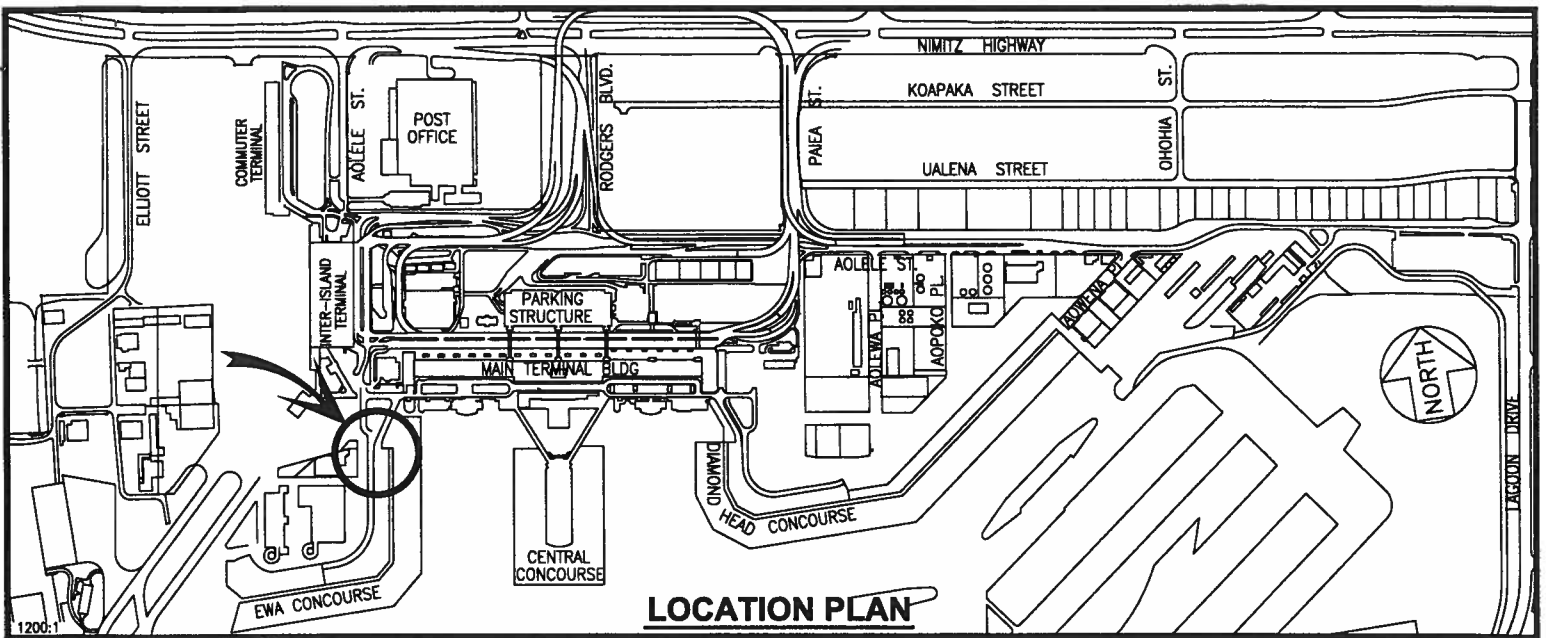 NIMITZ HIGHWAY
KOAPAKA STREET
UALENA STREET
ELLIOTT STREET
COMMUTER
TERMINAL
AOLELE ST.
POST
OFFICE
RODGERS BLVD.
PAIEA ST.
OHOHIA ST.
INTER-ISLAND
TERMINAL
PARKING
STRUCTURE
MAIN TERMINAL BLDG
AOLELE ST.
AOLEWA PL.
AOPOKO PL.
AOWENA PL.
NORTH
LAGOON DRIVE
DIAMOND
HEAD CONCOURSE
CENTRAL
CONCOURSE
EWA CONCOURSE
LOCATION PLAN
1200:1